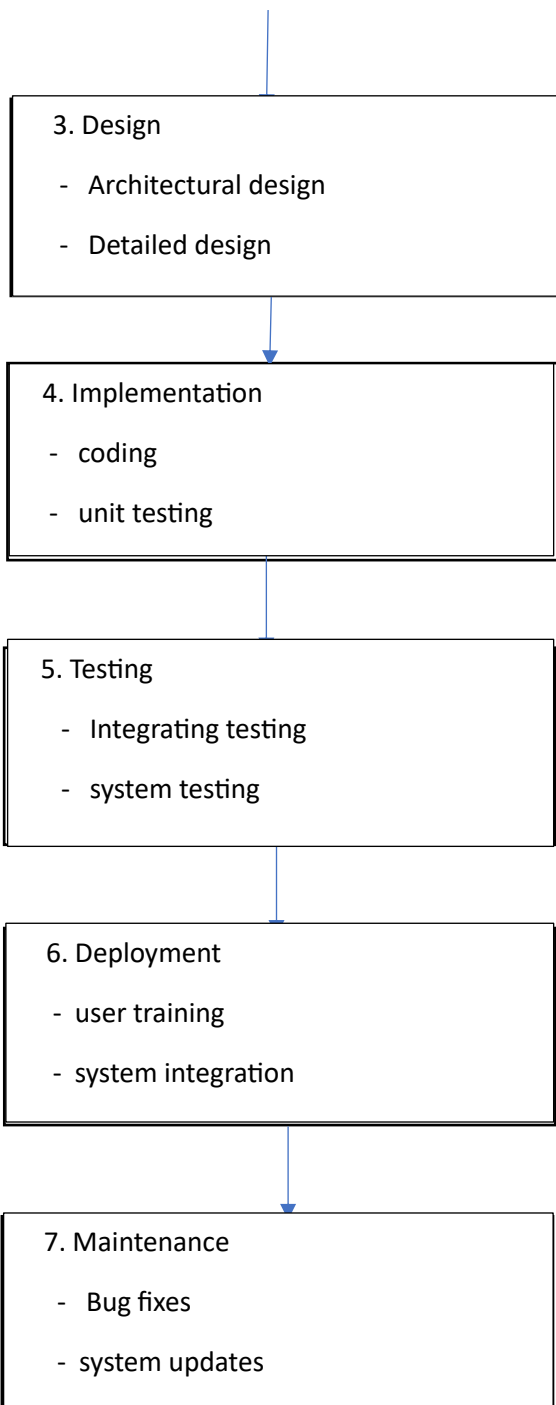 3. Design
- Architectural design
- Detailed design
4. Implementation
- coding
- unit testing
5. Testing
- Integrating testing
- system testing
6. Deployment
- user training
- system integration
7. Maintenance
- Bug fixes
- system updates